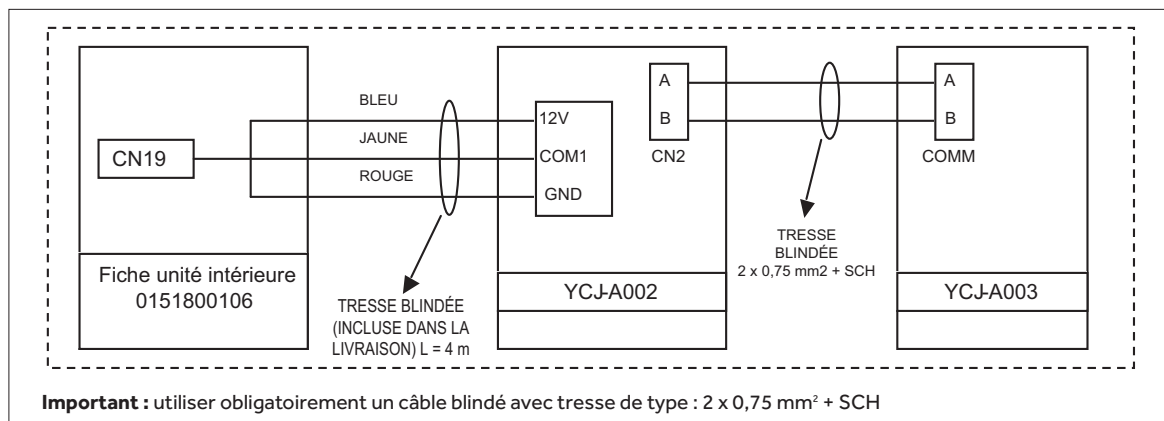 BLEU
JAUNE
ROUGE
CN19
12V
COM1
GND
A
B
CN2
A
B
COMM
Fiche unité intérieure
0151800106
TRESSE BLINDÉE
(INCLUSE DANS LA
LIVRAISON) L = 4 m
YCJ-A002
TRESSE
BLINDÉE
2 x 0,75 mm2 + SCH
YCJ-A003
Important : utiliser obligatoirement un câble blindé avec tresse de type : 2 x 0,75 mm² + SCH